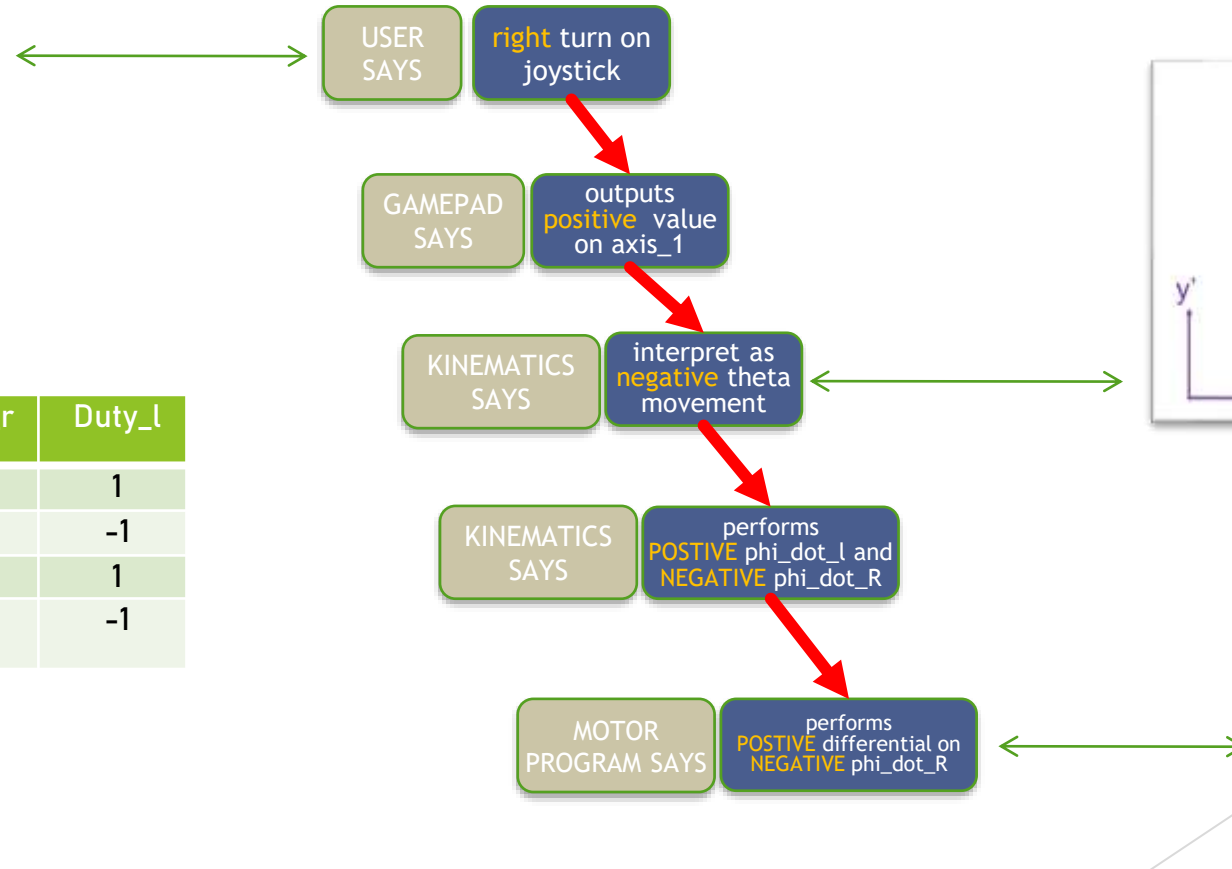 USER
SAYS
right turn on
joystick
GAMEPAD
SAYS
outputs
positive value
on axis_1
KINEMATICS
SAYS
interpret as
negative theta
movement
y'
r Duty_l
1
-1
1
-1
KINEMATICS
SAYS
performs
POSTIVE phi_dot_l and
NEGATIVE phi_dot_R
MOTOR
PROGRAM SAYS
performs
POSTIVE differential on
NEGATIVE phi_dot_R